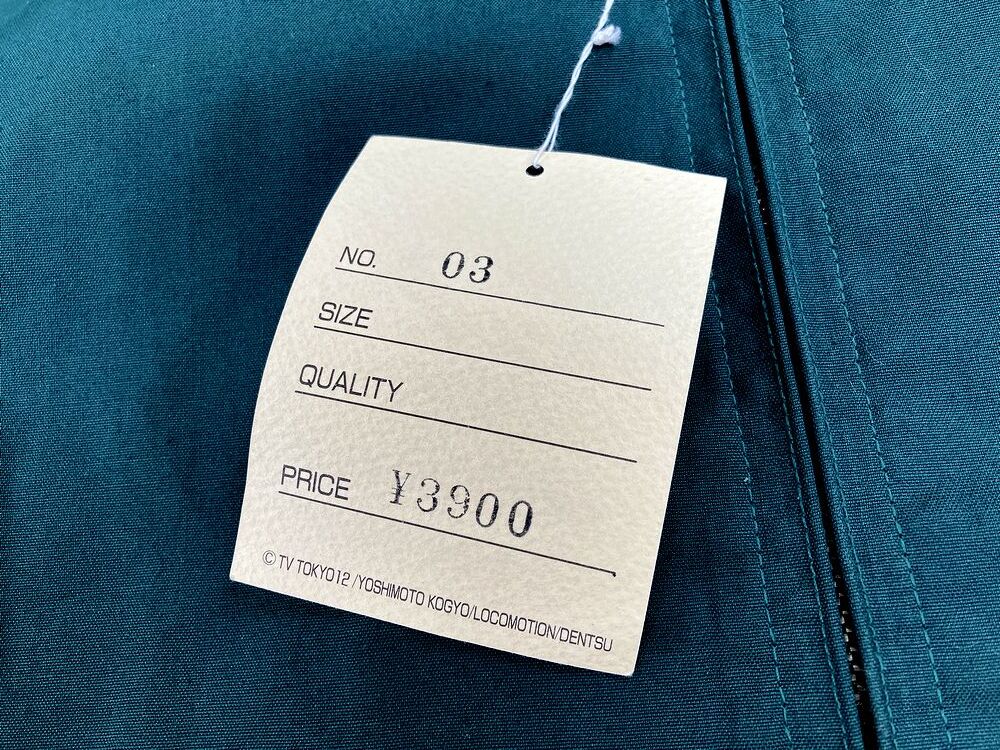 NO. 03
SIZE
QUALITY
PRICE ¥3900
© TV TOKYO12 /YOSHIMOTO KOGYO/LOCOMOTION/DENTSU